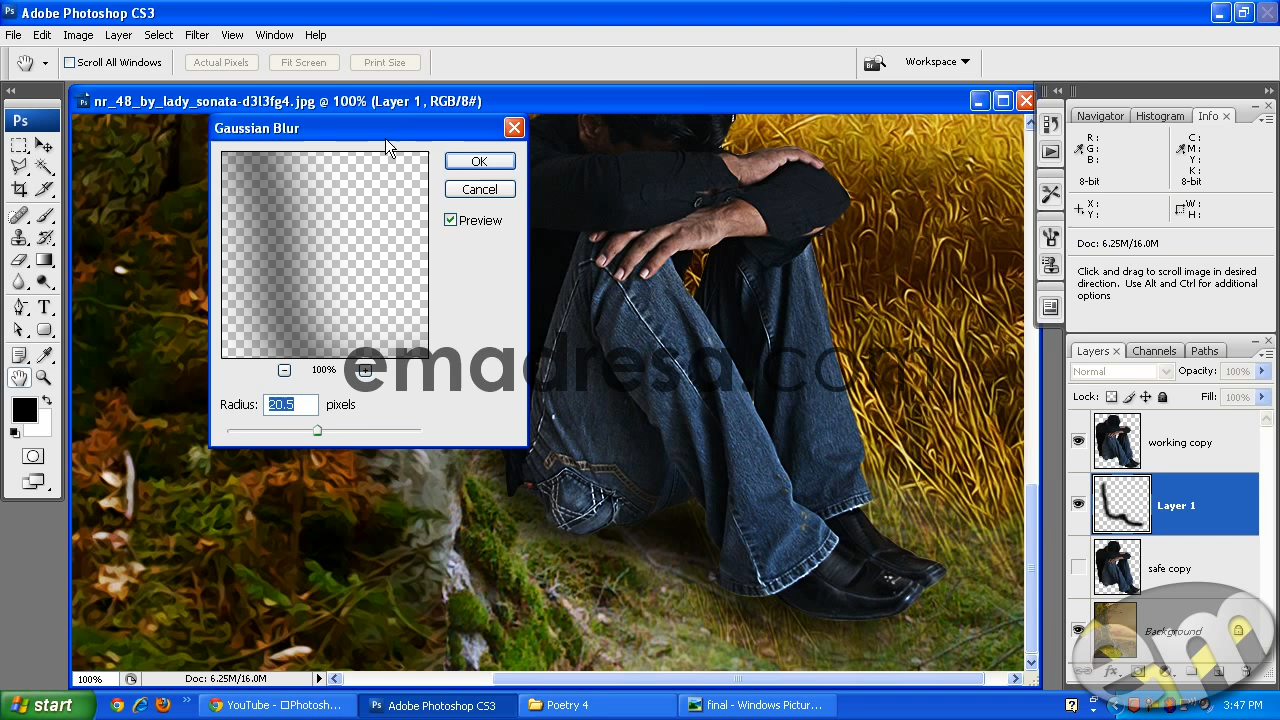 Adobe Photoshop CS3
File Edit Image Layer Select Filter View Window Help
Scroll All Windows Actual Pixels Fit Screen Print Size Workspace
nr_48_by_lady_sonata-d3l3fg4.jpg @ 100% (Layer 1, RGB/8#)
Gaussian Blur
OK
Cancel
Preview
100%
Radius: 20.5 pixels
emadresa.com
Ps
Navigator Histogram Info
R: C:
G: M:
B: Y:
K:
8-bit 8-bit
X: W:
Y: H:
Doc: 6.25M/16.0M
Click and drag to scroll image in desired
direction. Use Alt and Ctrl for additional
options
Layers Channels Paths
Normal Opacity: 100%
Lock: Fill: 100%
working copy
Layer 1
safe copy
Background
em
100% Doc: 6.25M/16.0M
start YouTube - Photosh... Adobe Photoshop CS3 Poetry 4 final - Windows Pictur... 3:47 PM